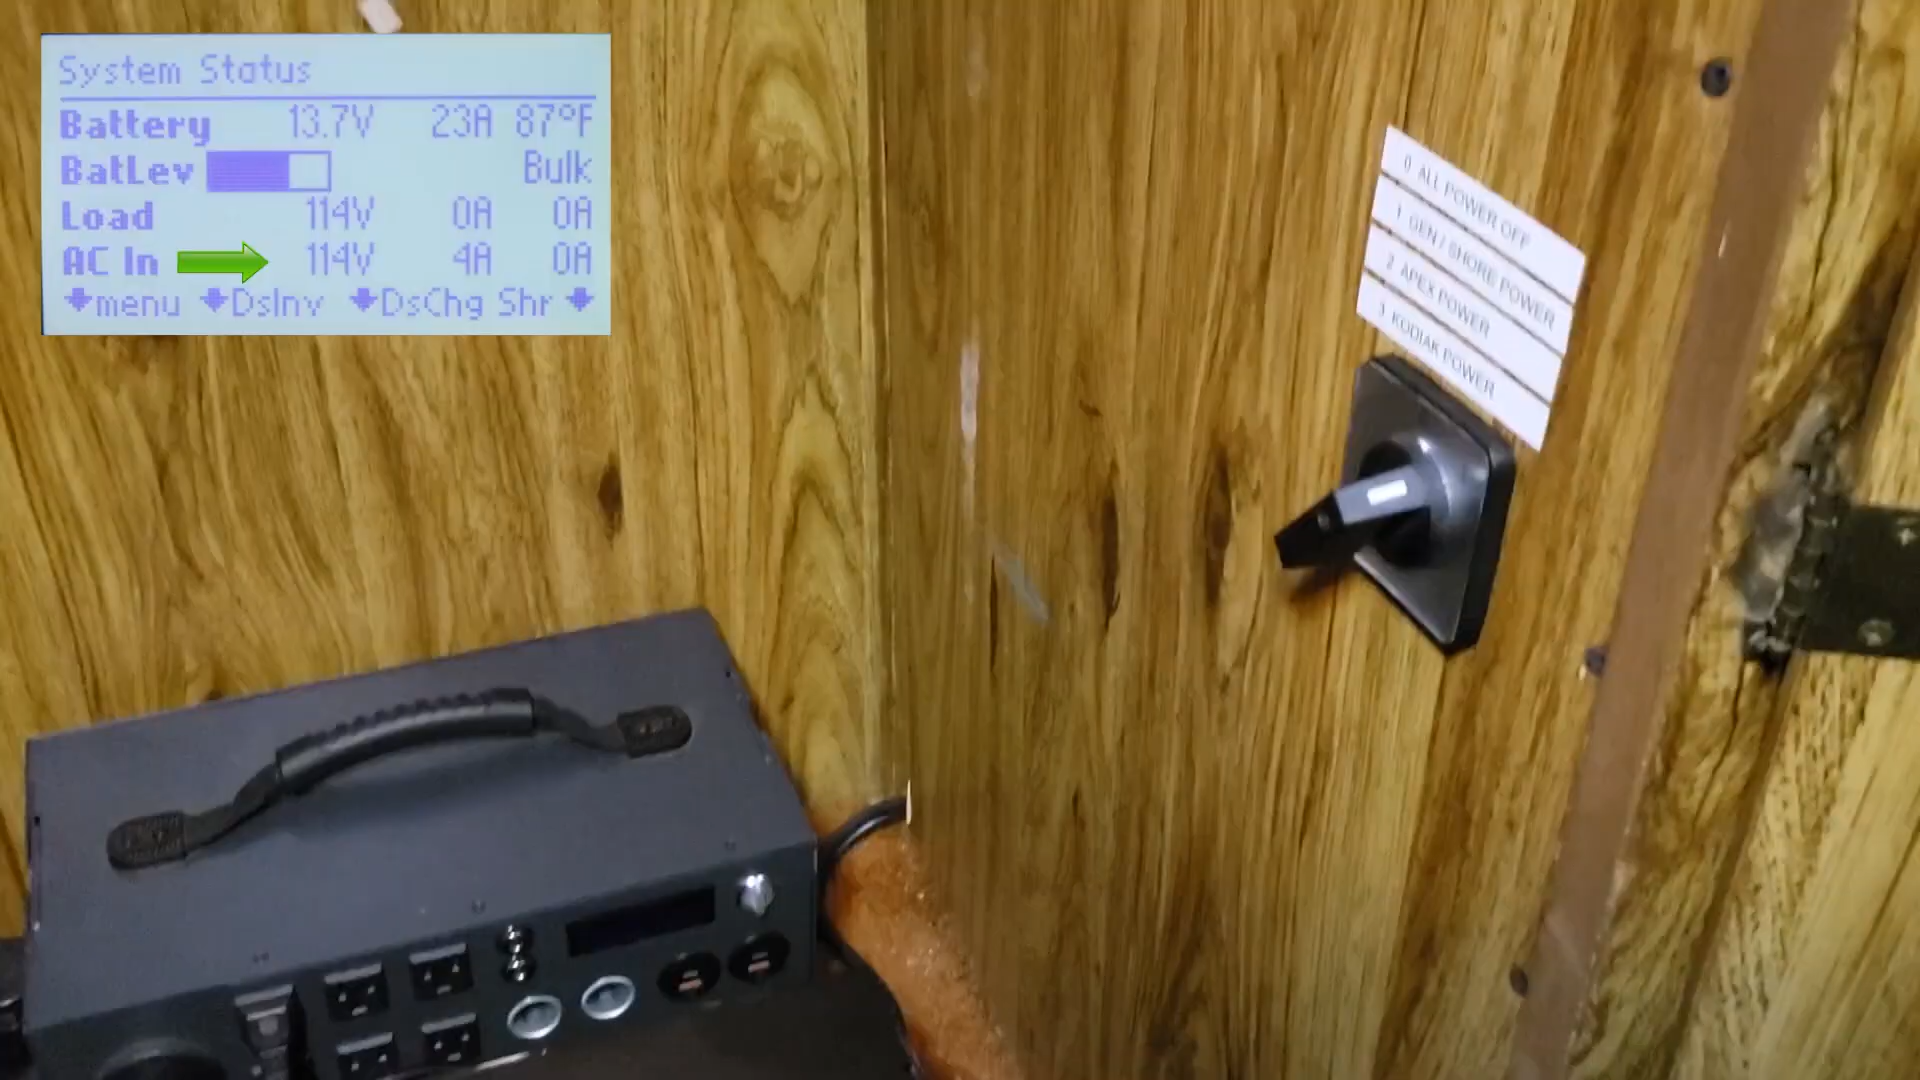 System Status
Battery 13.7V 23A 87°F
BatLev Bulk
Load 114V 0A 0A
AC In 114V 4A 0A
menu DsInv DsChg Shr
0 ALL POWER OFF
1 GEN / SHORE POWER
2 APEX POWER
3 KODIAK POWER